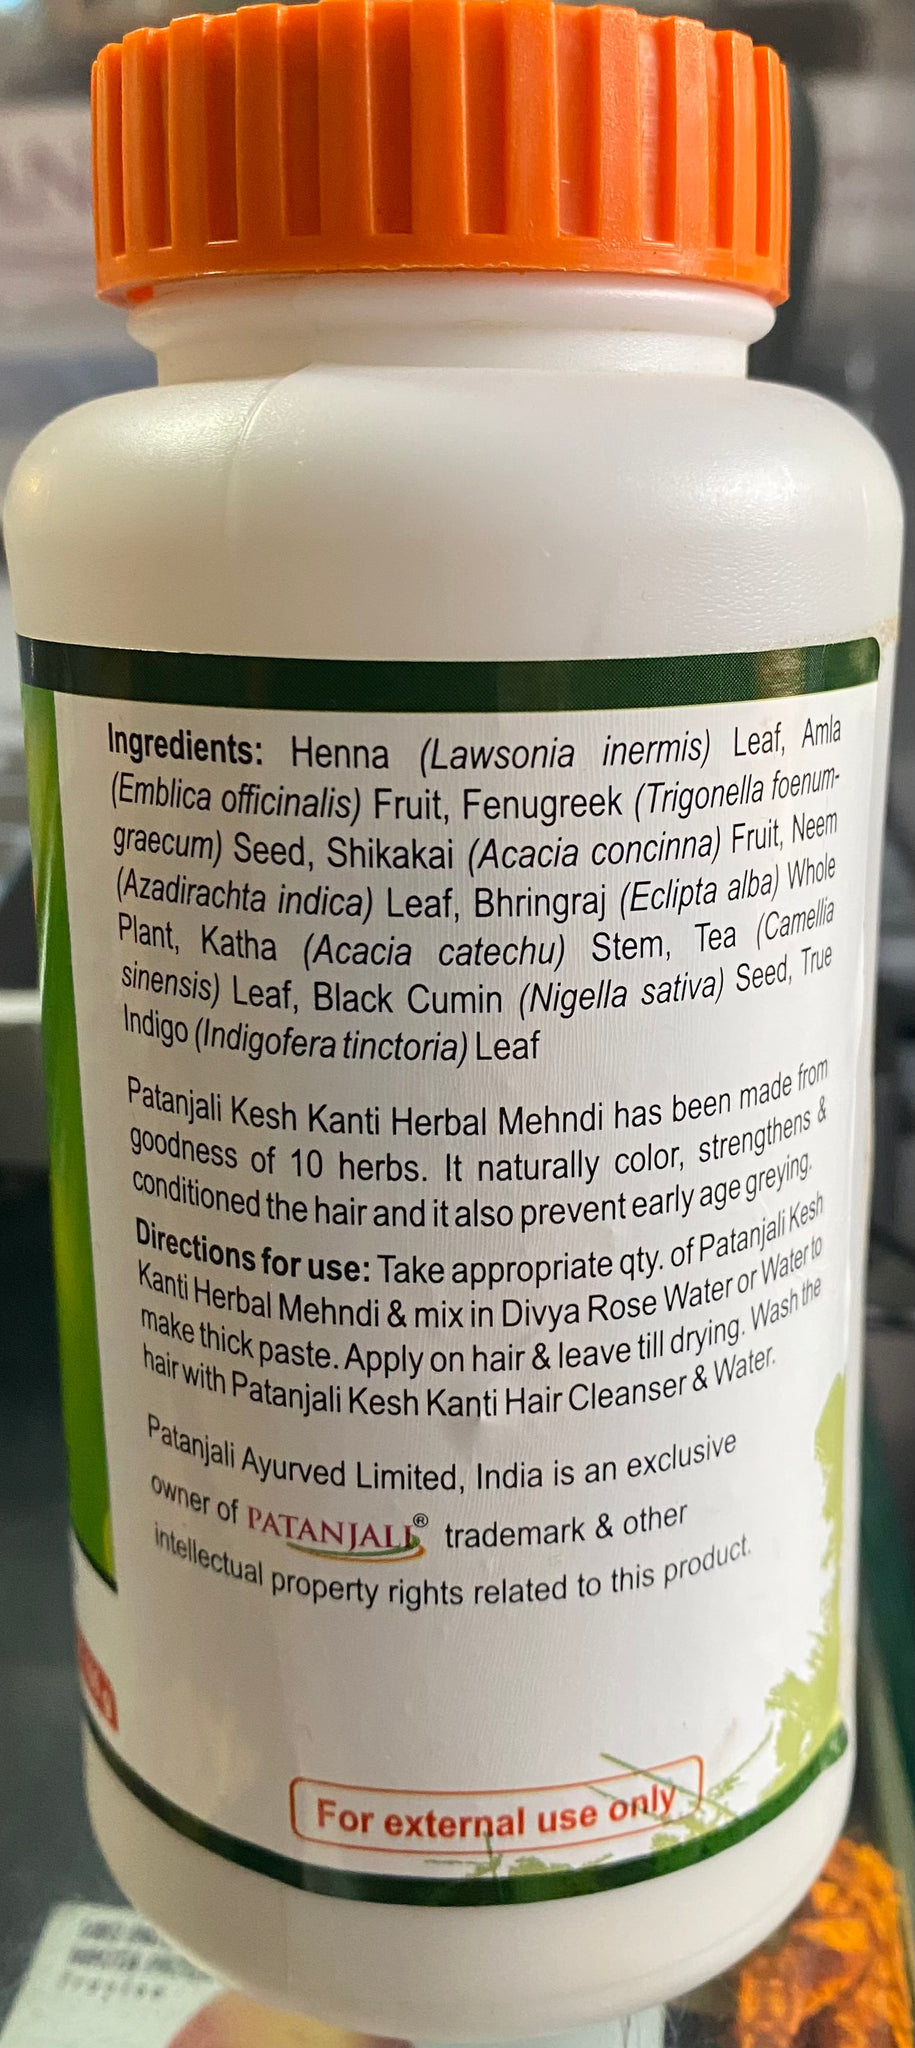 Ingredients: Henna (Lawsonia inermis) Leaf, Amla
(Emblica officinalis) Fruit, Fenugreek (Trigonella foenum-
graecum) Seed, Shikakai (Acacia concinna) Fruit, Neem
(Azadirachta indica) Leaf, Bhringraj (Eclipta alba) Whole
Plant, Katha (Acacia catechu) Stem, Tea (Camellia
sinensis) Leaf, Black Cumin (Nigella sativa) Seed, True
Indigo (Indigofera tinctoria) Leaf
Patanjali Kesh Kanti Herbal Mehndi has been made from
goodness of 10 herbs. It naturally color, strengthens &
conditioned the hair and it also prevent early age greying.
Directions for use: Take appropriate qty. of Patanjali Kesh
Kanti Herbal Mehndi & mix in Divya Rose Water or Water to
make thick paste. Apply on hair & leave till drying. Wash the
hair with Patanjali Kesh Kanti Hair Cleanser & Water.
Patanjali Ayurved Limited, India is an exclusive
owner of PATANJALI® trademark & other
intellectual property rights related to this product.
For external use only